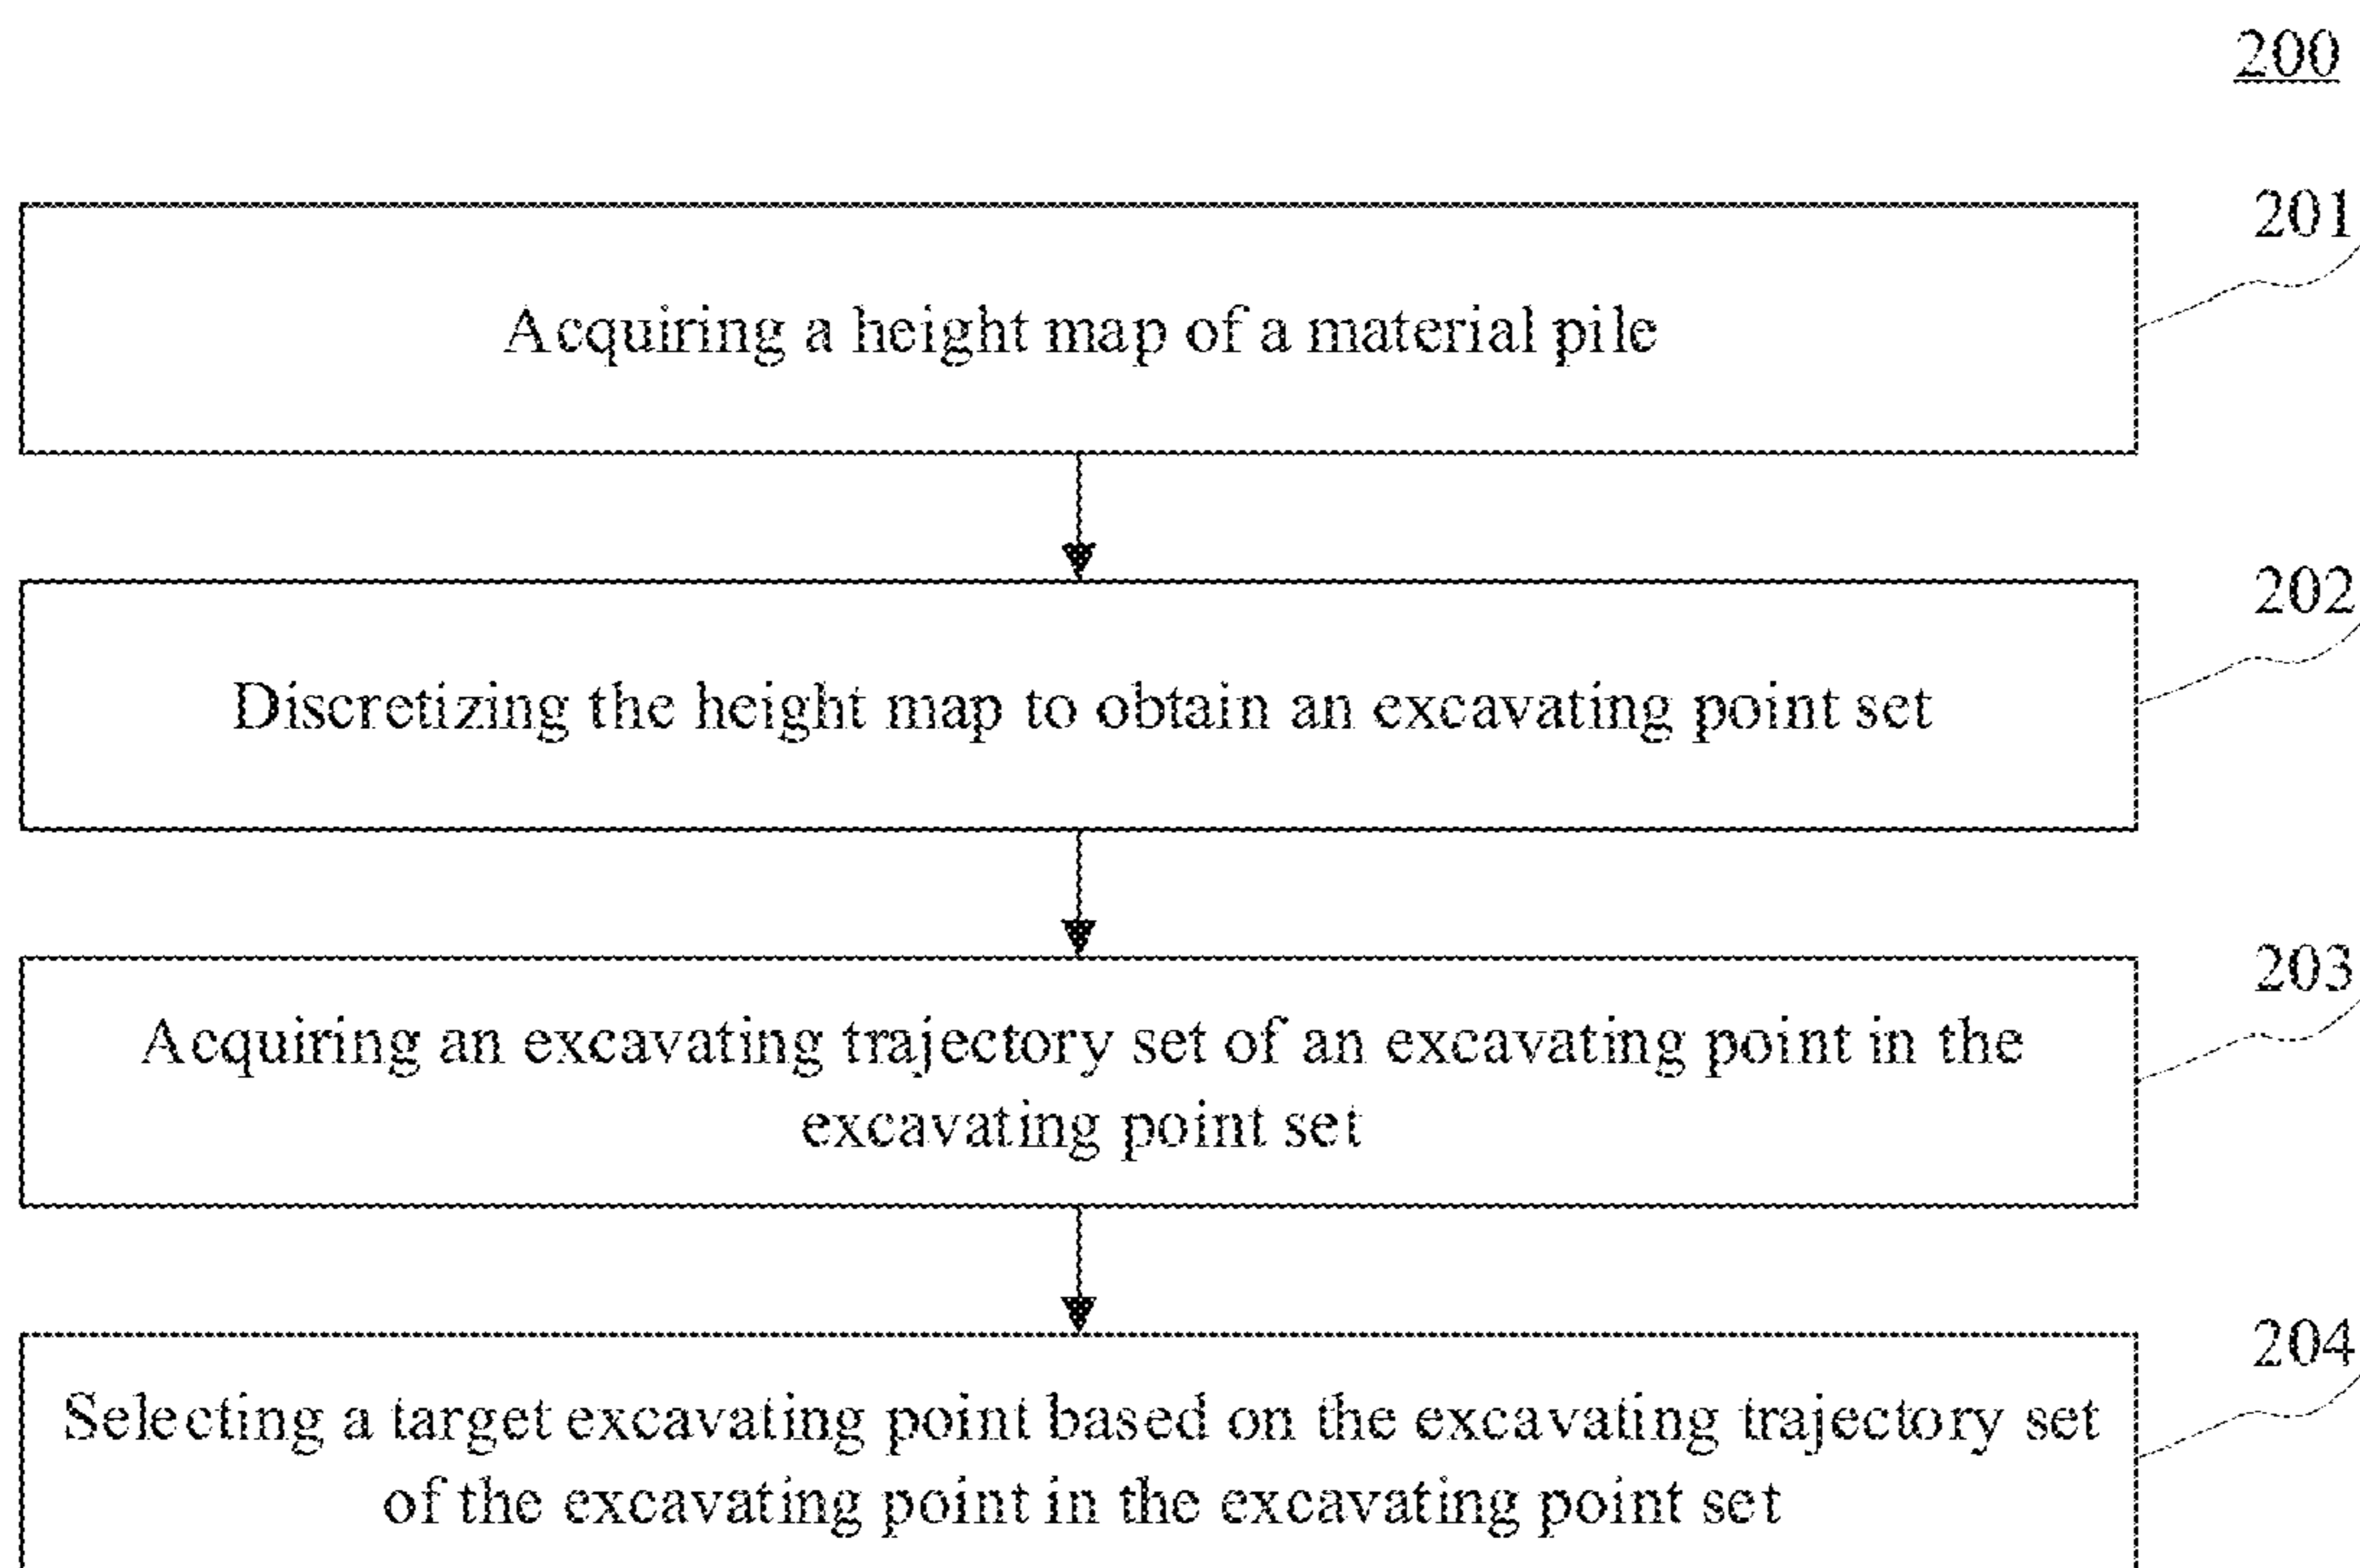 200
201
Acquiring a height map of a material pile
202
Discretizing the height map to obtain an excavating point set
203
Acquiring an excavating trajectory set of an excavating point in the
excavating point set
204
Selecting a target excavating point based on the excavating trajectory set
of the excavating point in the excavating point set